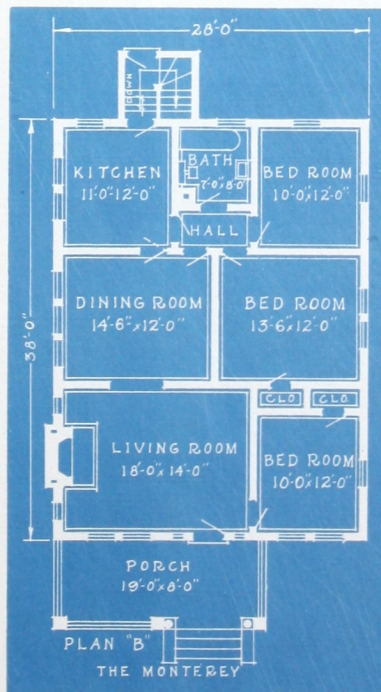 28'-0"
DOWN
KITCHEN
11'-0"-12'-0"
BATH
7'-0"x8'-0"
BED ROOM
10'-0"x12'-0"
HALL
38'-0"
DINING ROOM
14'-6"x12'-0"
BED ROOM
13'-6"x12'-0"
CLO.
CLO.
LIVING ROOM
18'-0"x14'-0"
BED ROOM
10'-0"x12'-0"
PORCH
19'-0"x8'-0"
PLAN "B"
THE MONTEREY